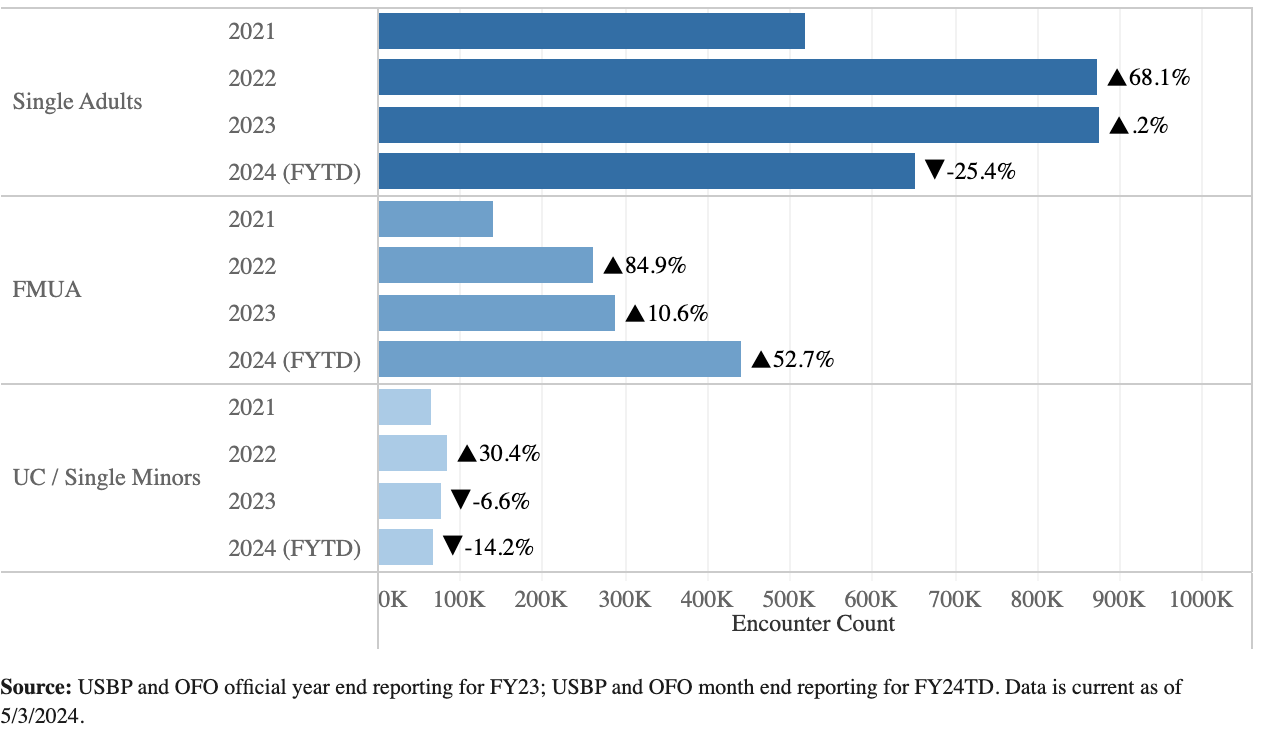 2021
2022 ▲68.1%
Single Adults
2023 ▲.2%
2024 (FYTD) ▼-25.4%
2021
2022 ▲84.9%
FMUA
2023 ▲10.6%
2024 (FYTD) ▲52.7%
2021
2022 ▲30.4%
UC / Single Minors
2023 ▼-6.6%
2024 (FYTD) ▼-14.2%
0K 100K 200K 300K 400K 500K 600K 700K 800K 900K 1000K
Encounter Count
Source: USBP and OFO official year end reporting for FY23; USBP and OFO month end reporting for FY24TD. Data is current as of
5/3/2024.